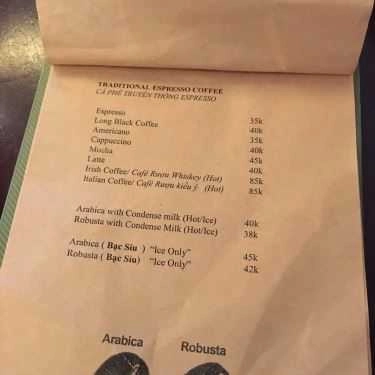 TRADITIONAL ESPRESSO COFFEE
CÀ PHÊ TRUYỀN THỐNG ESPRESSO
Espresso 35k
Long Black Coffee 40k
Americano 35k
Cappuccino 40k
Mocha 45k
Latte 40k
Irish Coffee/ Café Rượu Whiskey (Hot) 85k
Italian Coffee/ Café Rượu kiểu ý (Hot) 85k
Arabica with Condense milk (Hot/Ice) 40k
Robusta with Condense Milk (Hot/Ice) 38k
Arabica ( Bạc Sỉu ) “Ice Only” 45k
Robusta ( Bạc Siu) “Ice Only” 42k
Arabica Robusta